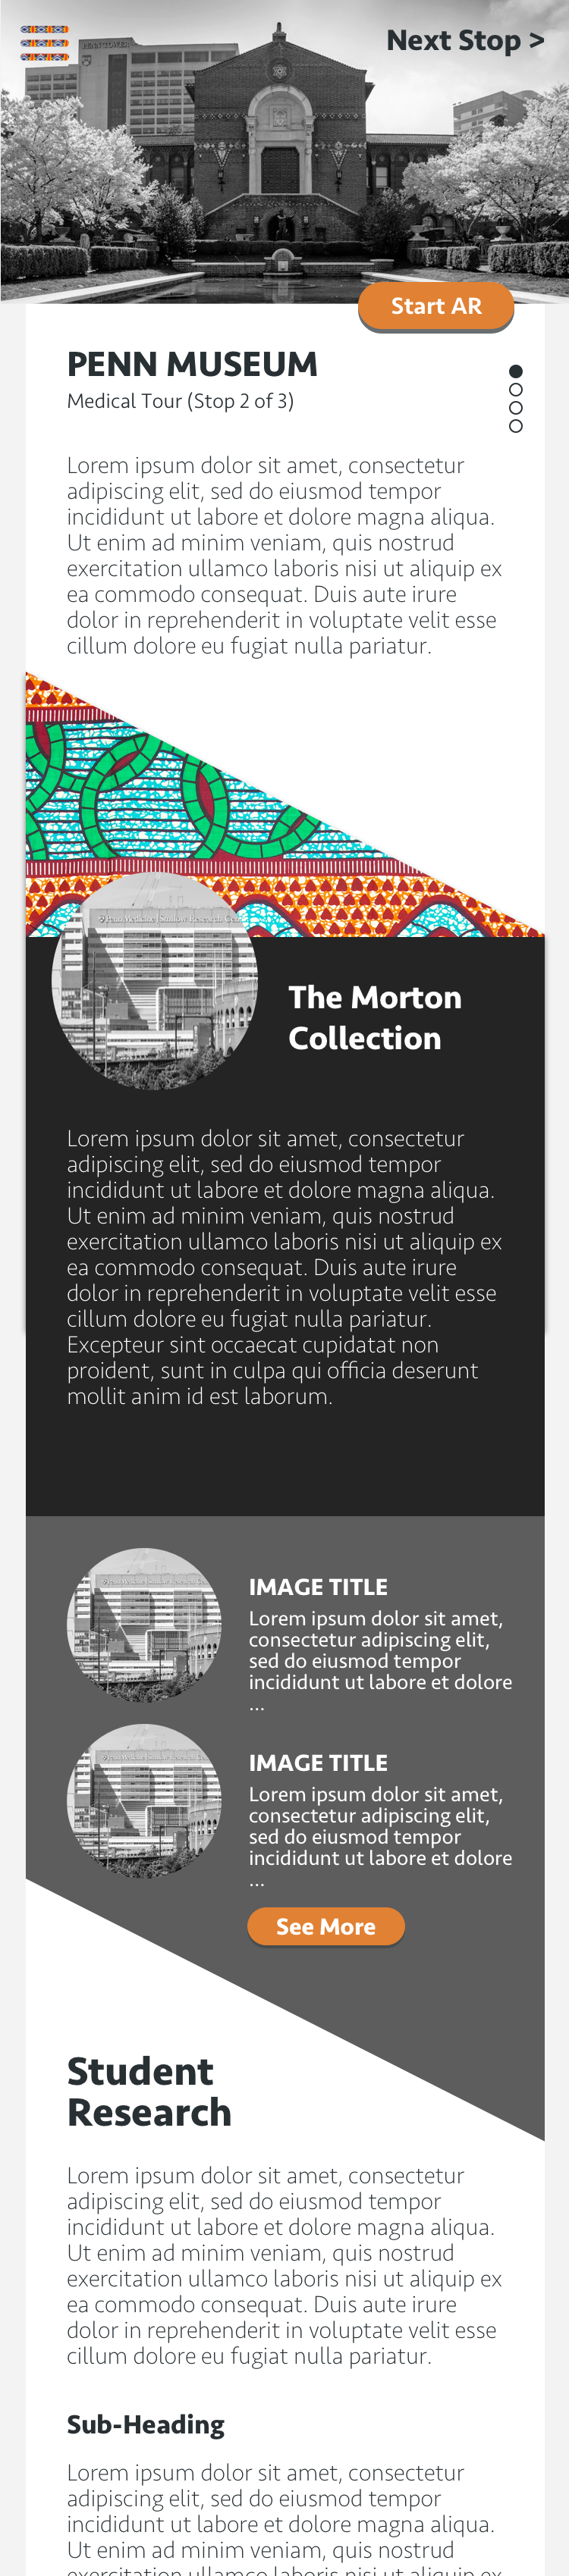 Next Stop >
PENN TOWER
Start AR
PENN MUSEUM
Medical Tour (Stop 2 of 3)
Lorem ipsum dolor sit amet, consectetur
adipiscing elit, sed do eiusmod tempor
incididunt ut labore et dolore magna aliqua.
Ut enim ad minim veniam, quis nostrud
exercitation ullamco laboris nisi ut aliquip ex
ea commodo consequat. Duis aute irure
dolor in reprehenderit in voluptate velit esse
cillum dolore eu fugiat nulla pariatur.
Penn Medicine Smilow Research
The Morton
Collection
Lorem ipsum dolor sit amet, consectetur
adipiscing elit, sed do eiusmod tempor
incididunt ut labore et dolore magna aliqua.
Ut enim ad minim veniam, quis nostrud
exercitation ullamco laboris nisi ut aliquip ex
ea commodo consequat. Duis aute irure
dolor in reprehenderit in voluptate velit esse
cillum dolore eu fugiat nulla pariatur.
Excepteur sint occaecat cupidatat non
proident, sunt in culpa qui officia deserunt
mollit anim id est laborum.
IMAGE TITLE
Lorem ipsum dolor sit amet,
consectetur adipiscing elit,
sed do eiusmod tempor
incididunt ut labore et dolore
...
IMAGE TITLE
Lorem ipsum dolor sit amet,
consectetur adipiscing elit,
sed do eiusmod tempor
incididunt ut labore et dolore
...
See More
Student
Research
Lorem ipsum dolor sit amet, consectetur
adipiscing elit, sed do eiusmod tempor
incididunt ut labore et dolore magna aliqua.
Ut enim ad minim veniam, quis nostrud
exercitation ullamco laboris nisi ut aliquip ex
ea commodo consequat. Duis aute irure
dolor in reprehenderit in voluptate velit esse
cillum dolore eu fugiat nulla pariatur.
Sub-Heading
Lorem ipsum dolor sit amet, consectetur
adipiscing elit, sed do eiusmod tempor
incididunt ut labore et dolore magna aliqua.
Ut enim ad minim veniam, quis nostrud
exercitation ullamco laboris nisi ut aliquip ex